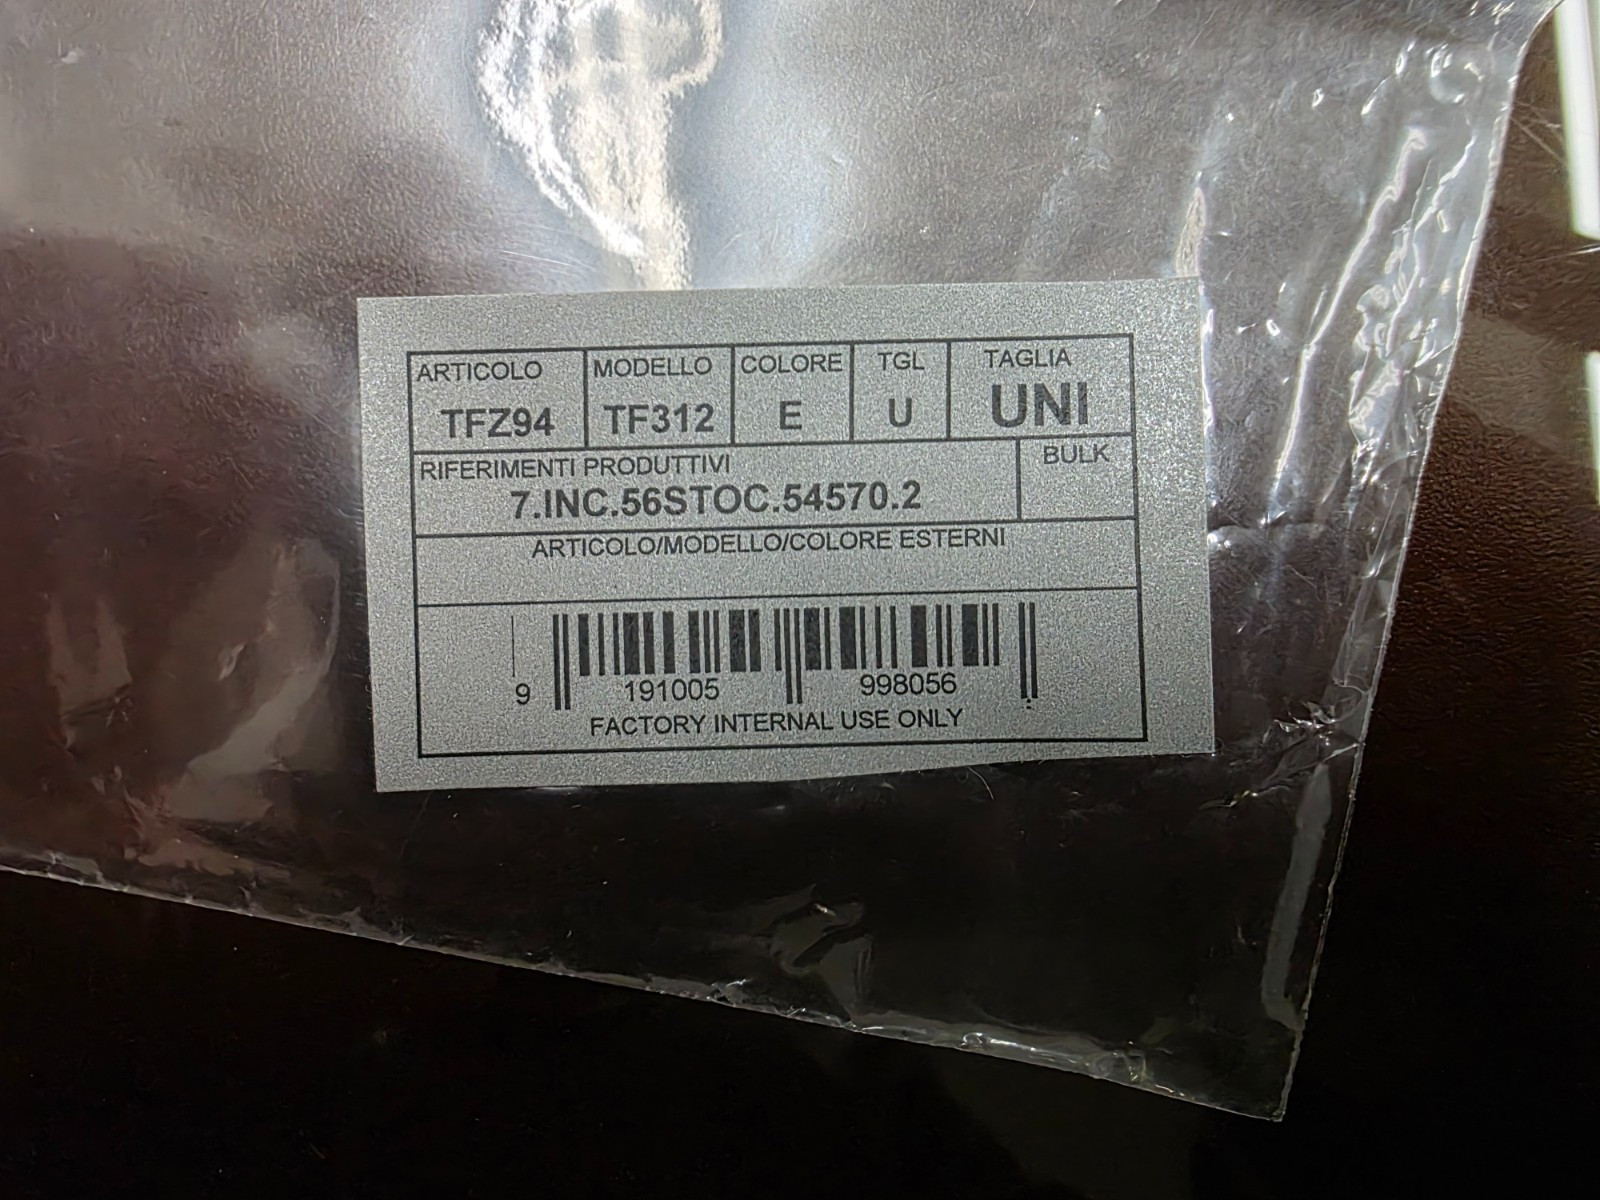 ARTICOLO MODELLO COLORE TGL TAGLIA
TFZ94 TF312 E U UNI
RIFERIMENTI PRODUTTIVI BULK
7.INC.56STOC.54570.2
ARTICOLO/MODELLO/COLORE ESTERNI
9 191005 998056
FACTORY INTERNAL USE ONLY